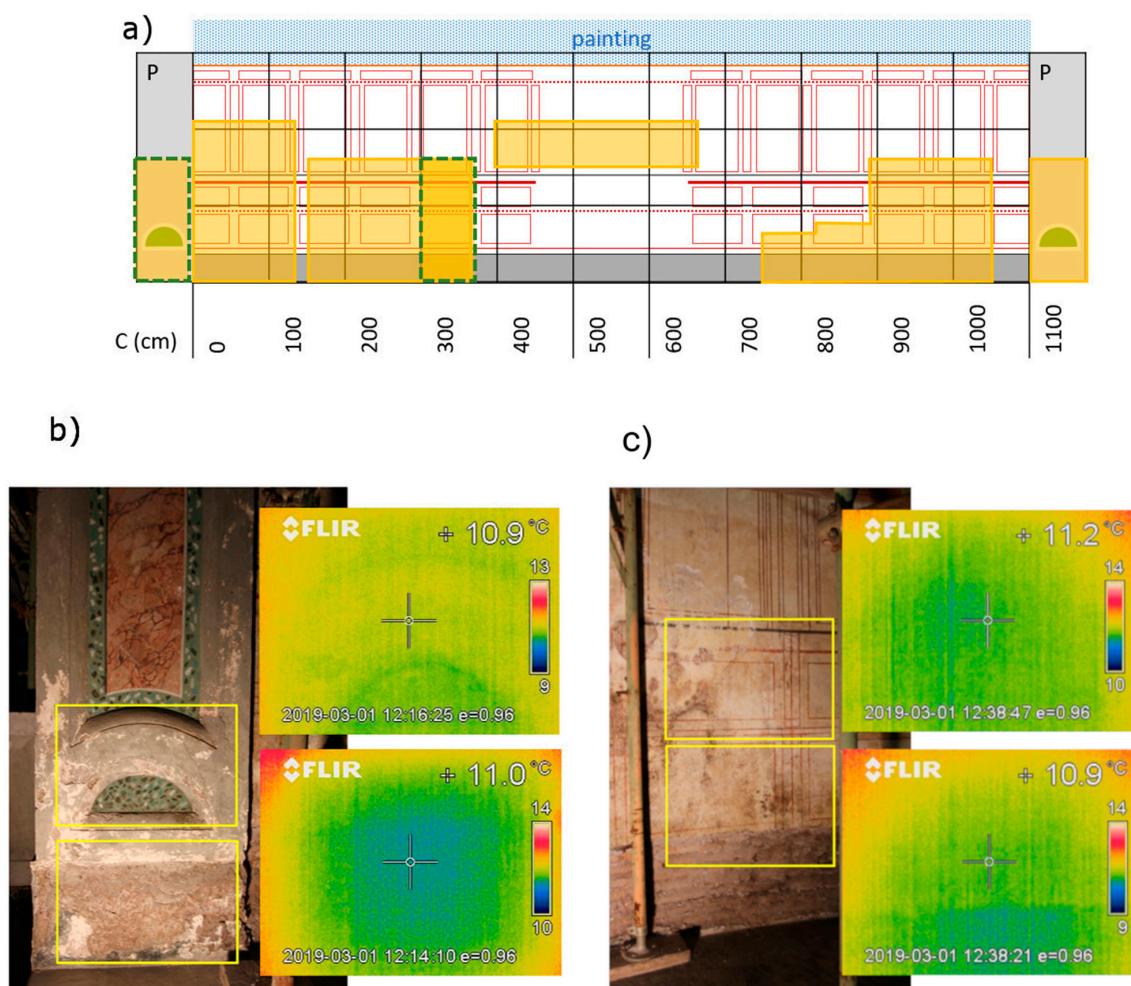 a)
painting
P P
C (cm) 0 100 200 300 400 500 600 700 800 900 1000 1100
b)
FLIR 10.9 °C
13
9
2019-03-01 12:16:25 e=0.96
FLIR 11.0 °C
14
10
2019-03-01 12:14:10 e=0.96
c)
FLIR 11.2 °C
14
10
2019-03-01 12:38:47 e=0.96
FLIR 10.9 °C
14
9
2019-03-01 12:38:21 e=0.96